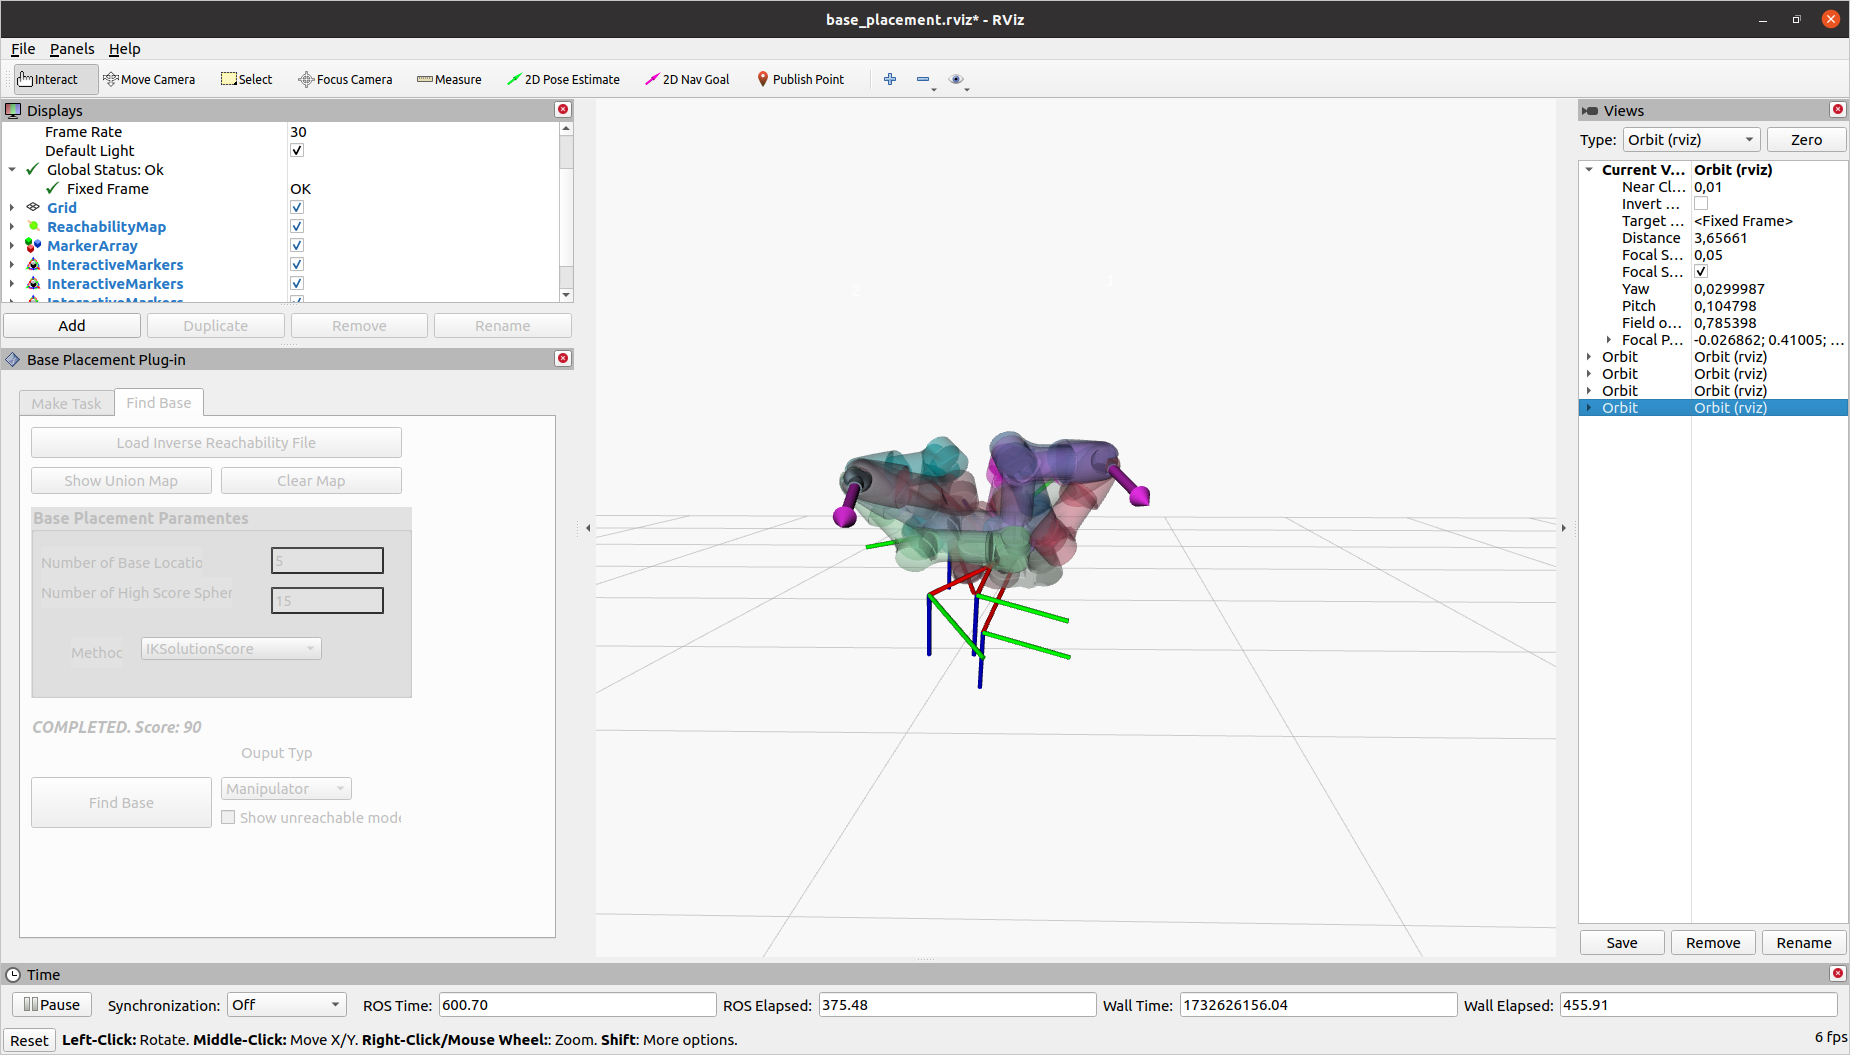 base_placement.rviz* - RViz
File Panels Help
Interact Move Camera Select Focus Camera Measure 2D Pose Estimate 2D Nav Goal Publish Point
Displays
Frame Rate 30
Default Light
Global Status: Ok
Fixed Frame OK
Grid
ReachabilityMap
MarkerArray
InteractiveMarkers
InteractiveMarkers
InteractiveMarkers
Add Duplicate Remove Rename
Base Placement Plug-in
Make Task Find Base
Load Inverse Reachability File
Show Union Map Clear Map
Base Placement Paramentes
Number of Base Locatio 5
Number of High Score Spher 15
Methoc IKSolutionScore
COMPLETED. Score: 90
Ouput Typ
Find Base Manipulator
Show unreachable mode
2
1
Views
Type: Orbit (rviz) Zero
Current V... Orbit (rviz)
Near Cl... 0,01
Invert ...
Target ... <Fixed Frame>
Distance 3,65661
Focal S... 0,05
Focal S...
Yaw 0,0299987
Pitch 0,104798
Field o... 0,785398
Focal P... -0.026862; 0.41005; ...
Orbit Orbit (rviz)
Orbit Orbit (rviz)
Orbit Orbit (rviz)
Orbit Orbit (rviz)
Save Remove Rename
Time
Pause Synchronization: Off ROS Time: 600.70 ROS Elapsed: 375.48 Wall Time: 1732626156.04 Wall Elapsed: 455.91
Reset Left-Click: Rotate. Middle-Click: Move X/Y. Right-Click/Mouse Wheel:: Zoom. Shift: More options. 6 fps